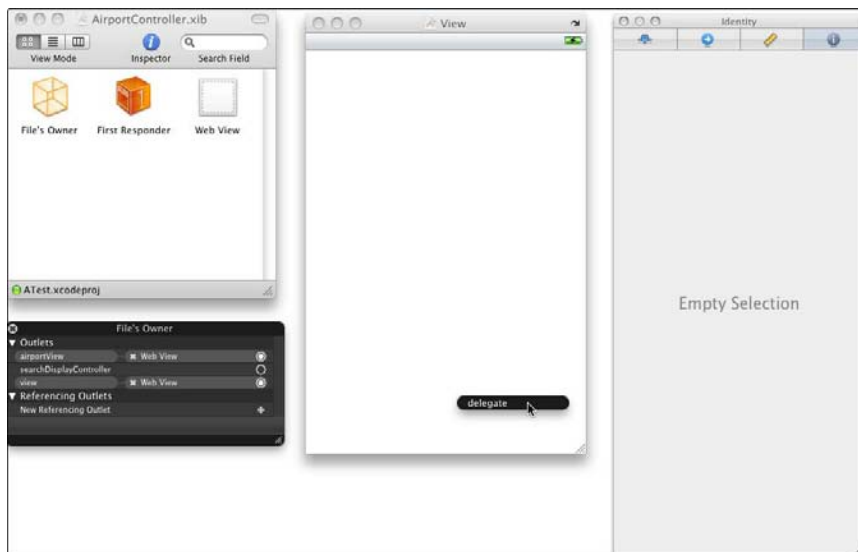 AirportController.xib
View Mode
Inspector
Search Field
File's Owner
First Responder
Web View
ATest.xcodeproj
File's Owner
Outlets
airportView
Web View
searchDisplayController
view
Web View
Referencing Outlets
New Referencing Outlet
View
delegate
Identity
Empty Selection